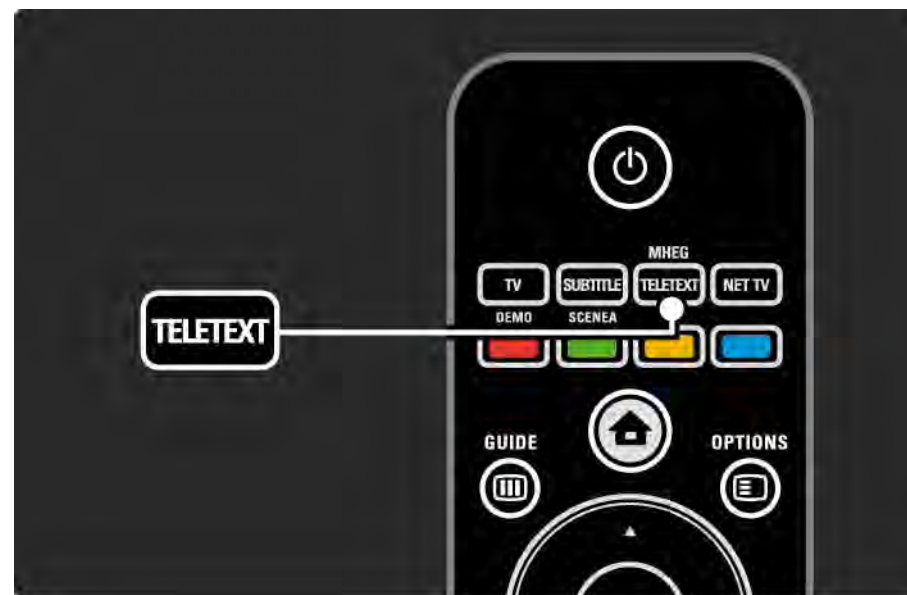 MHEG
TV SUBTITLE TELETEXT NET TV
DEMO SCENEA
TELETEXT
GUIDE OPTIONS